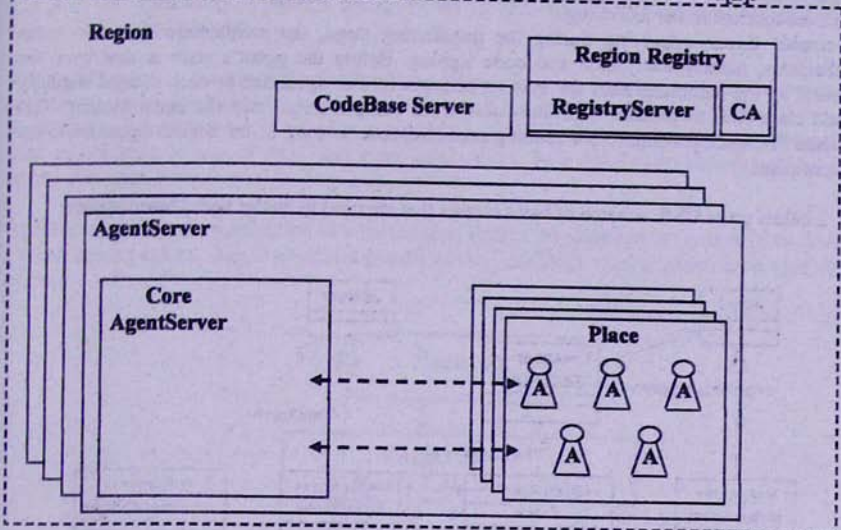 Region
Region Registry
CodeBase Server
RegistryServer
CA
AgentServer
Core
AgentServer
Place
A A A
A A